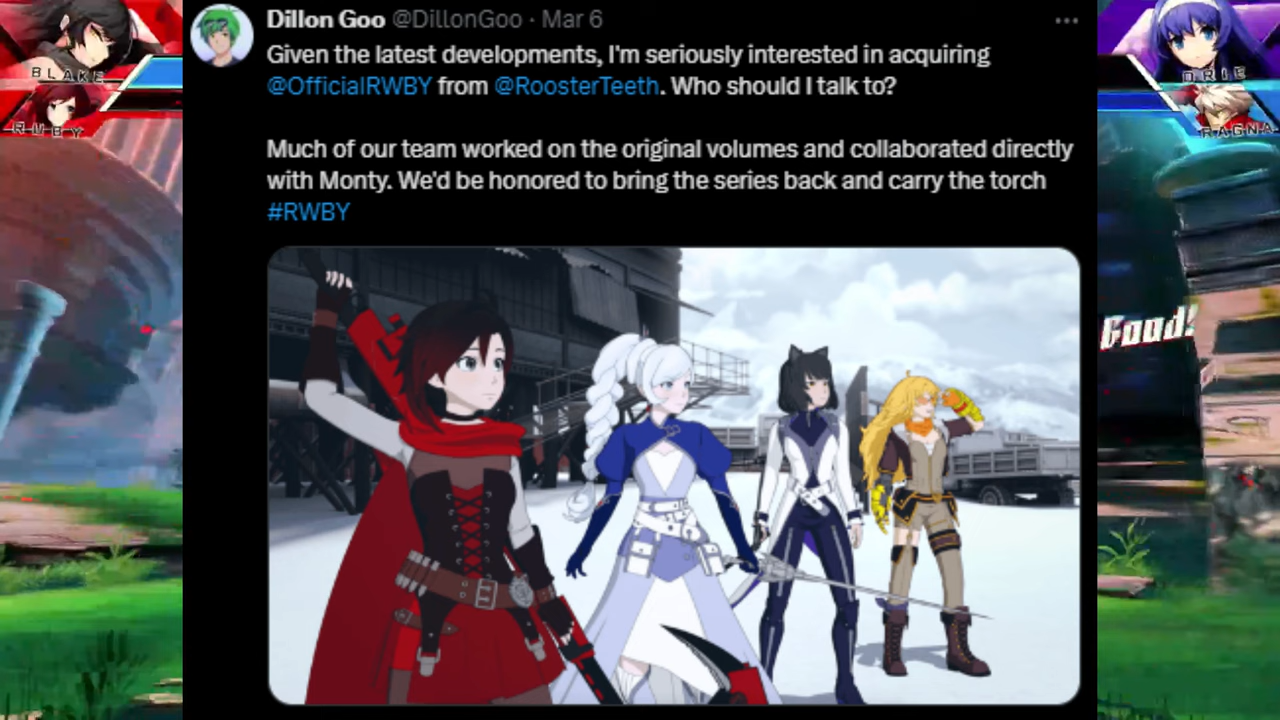 BLAKE
RUBY
Dillon Goo @DillonGoo · Mar 6
Given the latest developments, I'm seriously interested in acquiring
@OfficialRWBY from @RoosterTeeth. Who should I talk to?
Much of our team worked on the original volumes and collaborated directly
with Monty. We'd be honored to bring the series back and carry the torch
#RWBY
ORIE
RAGNA
Good!